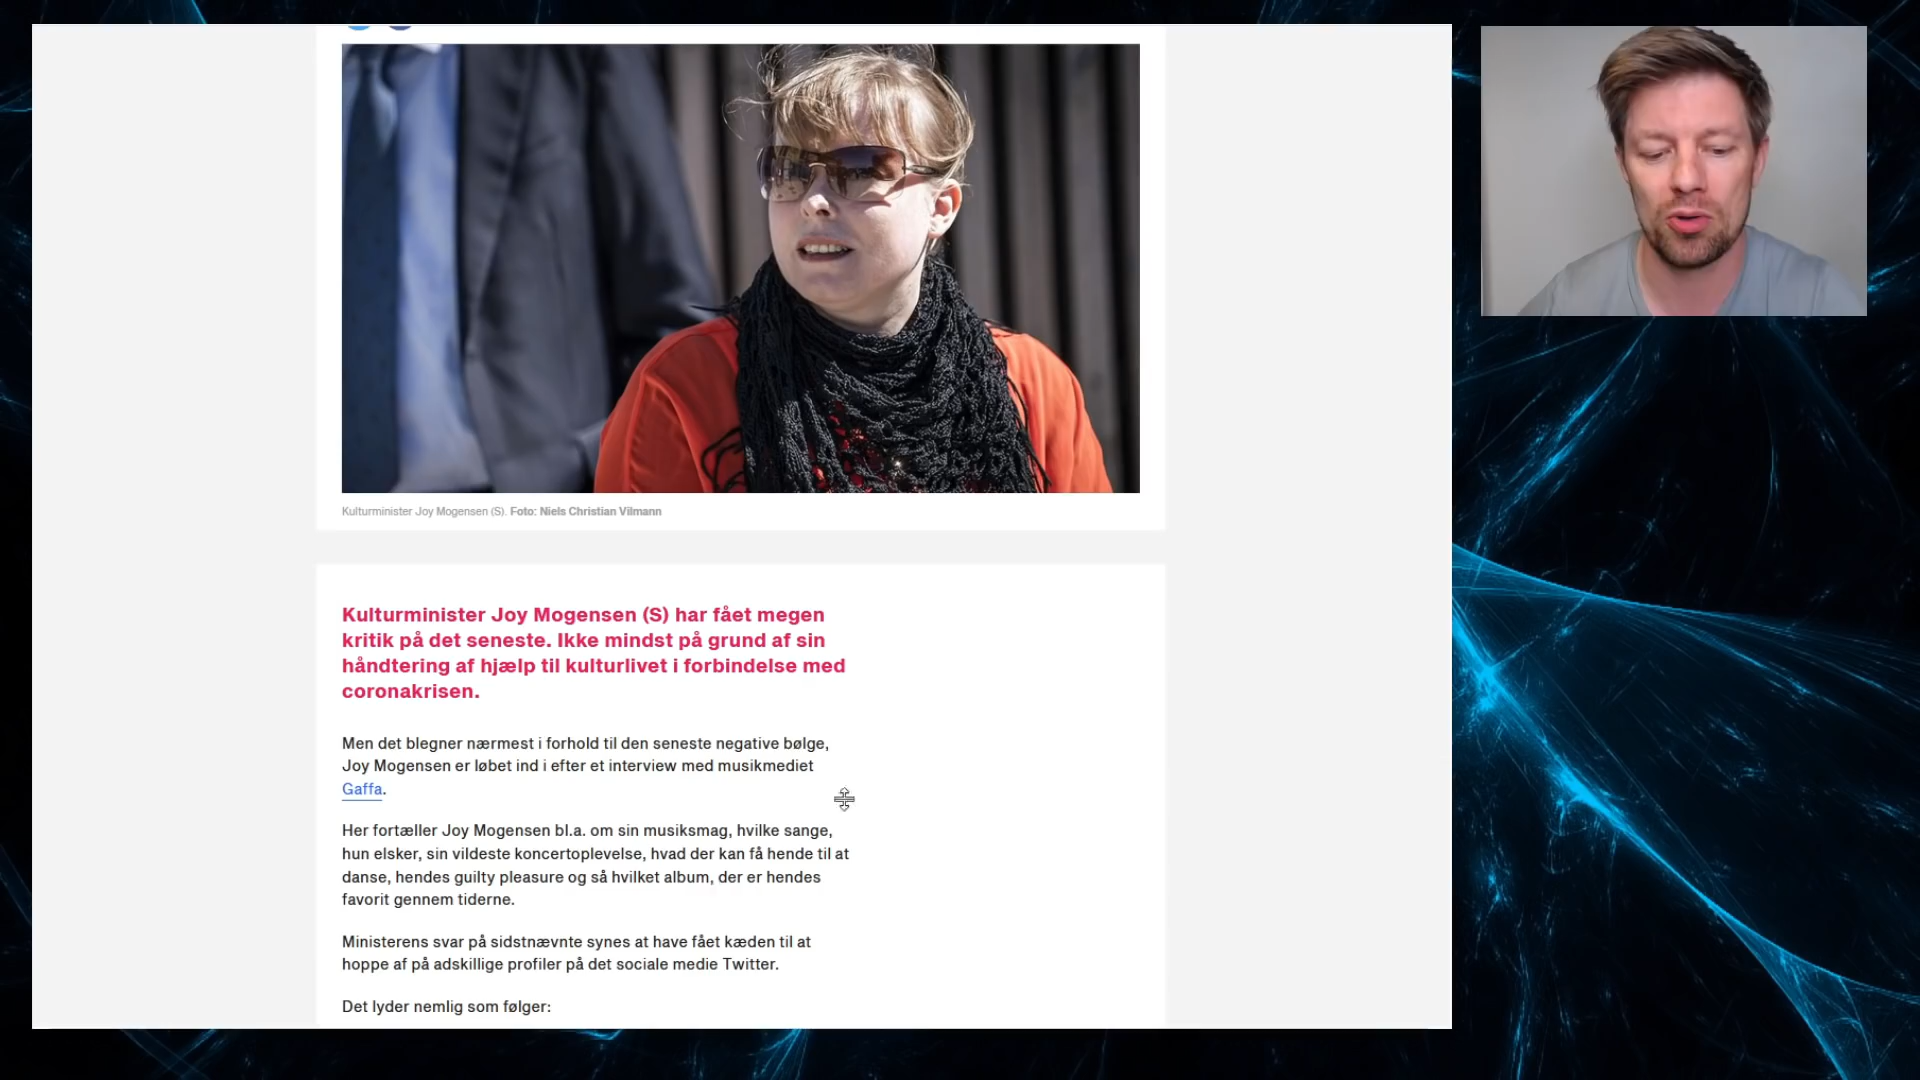 Kulturminister Joy Mogensen (S). Foto: Niels Christian Vilmann
Kulturminister Joy Mogensen (S) har fået megen
kritik på det seneste. Ikke mindst på grund af sin
håndtering af hjælp til kulturlivet i forbindelse med
coronakrisen.
Men det blegner nærmest i forhold til den seneste negative bølge,
Joy Mogensen er løbet ind i efter et interview med musikmediet
Gaffa.
Her fortæller Joy Mogensen bl.a. om sin musiksmag, hvilke sange,
hun elsker, sin vildeste koncertoplevelse, hvad der kan få hende til at
danse, hendes guilty pleasure og så hvilket album, der er hendes
favorit gennem tiderne.
Ministerens svar på sidstnævnte synes at have fået kæden til at
hoppe af på adskillige profiler på det sociale medie Twitter.
Det lyder nemlig som følger: